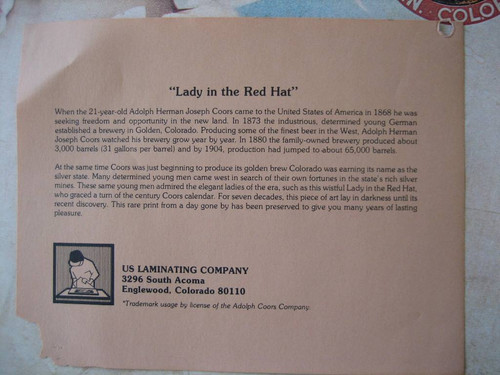 N. COLO
"Lady in the Red Hat"
When the 21-year-old Adolph Herman Joseph Coors came to the United States of America in 1868 he was
seeking freedom and opportunity in the new land. In 1873 the industrious, determined young German
established a brewery in Golden, Colorado. Producing some of the finest beer in the West, Adolph Herman
Joseph Coors watched his brewery grow year by year. In 1880 the family-owned brewery produced about
3,000 barrels (31 gallons per barrel) and by 1904, production had jumped to about 65,000 barrels.
At the same time Coors was just beginning to produce its golden brew Colorado was earning its name as the
silver state. Many determined young men came west in search of their own fortunes in the state's rich silver
mines. These same young men admired the elegant ladies of the era, such as this wistful Lady in the Red Hat,
who graced a turn of the century Coors calendar. For seven decades, this piece of art lay in darkness until its
recent discovery. This rare print from a day gone by has been preserved to give you many years of lasting
pleasure.
US LAMINATING COMPANY
3296 South Acoma
Englewood, Colorado 80110
*Trademark usage by license of the Adolph Coors Company.